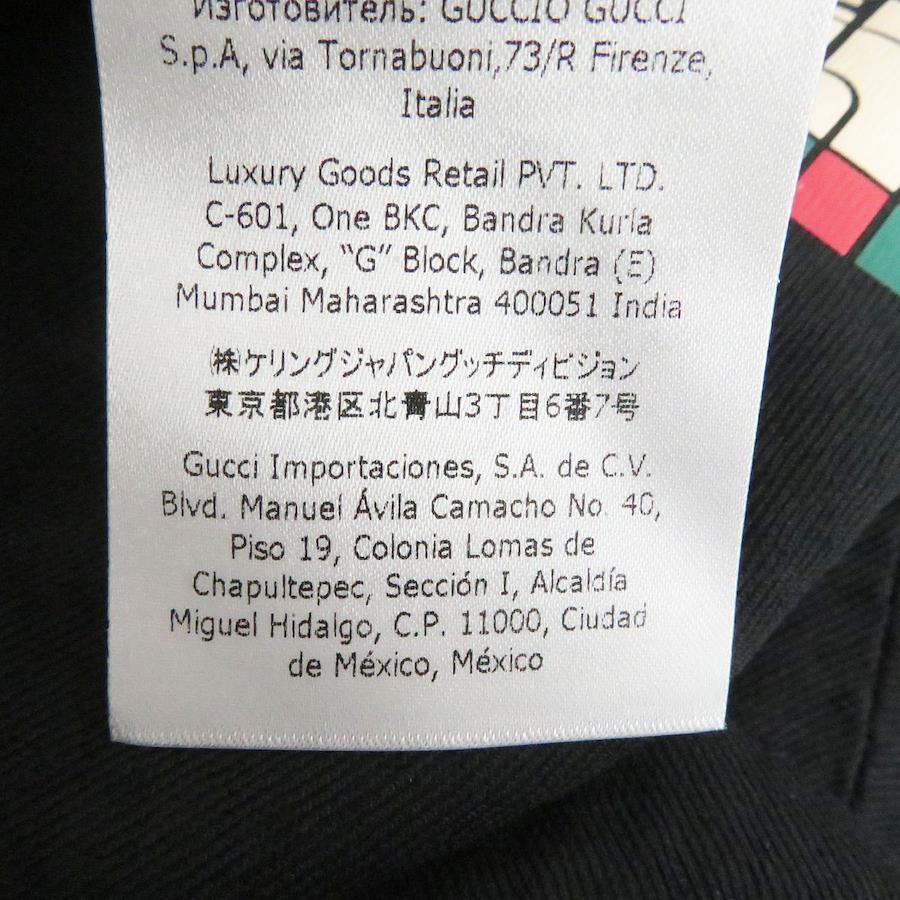 Изготовитель: GUCCIO GUCCI
S.p.A, via Tornabuoni,73/R Firenze,
Italia
Luxury Goods Retail PVT. LTD.
C-601, One BKC, Bandra Kurla
Complex, “G” Block, Bandra (E)
Mumbai Maharashtra 400051 India
㈱ケリングジャパングッチディビジョン
東京都港区北青山3丁目6番7号
Gucci Importaciones, S.A. de C.V.
Blvd. Manuel Ávila Camacho No. 40,
Piso 19, Colonia Lomas de
Chapultepec, Sección I, Alcaldía
Miguel Hidalgo, C.P. 11000, Ciudad
de México, México